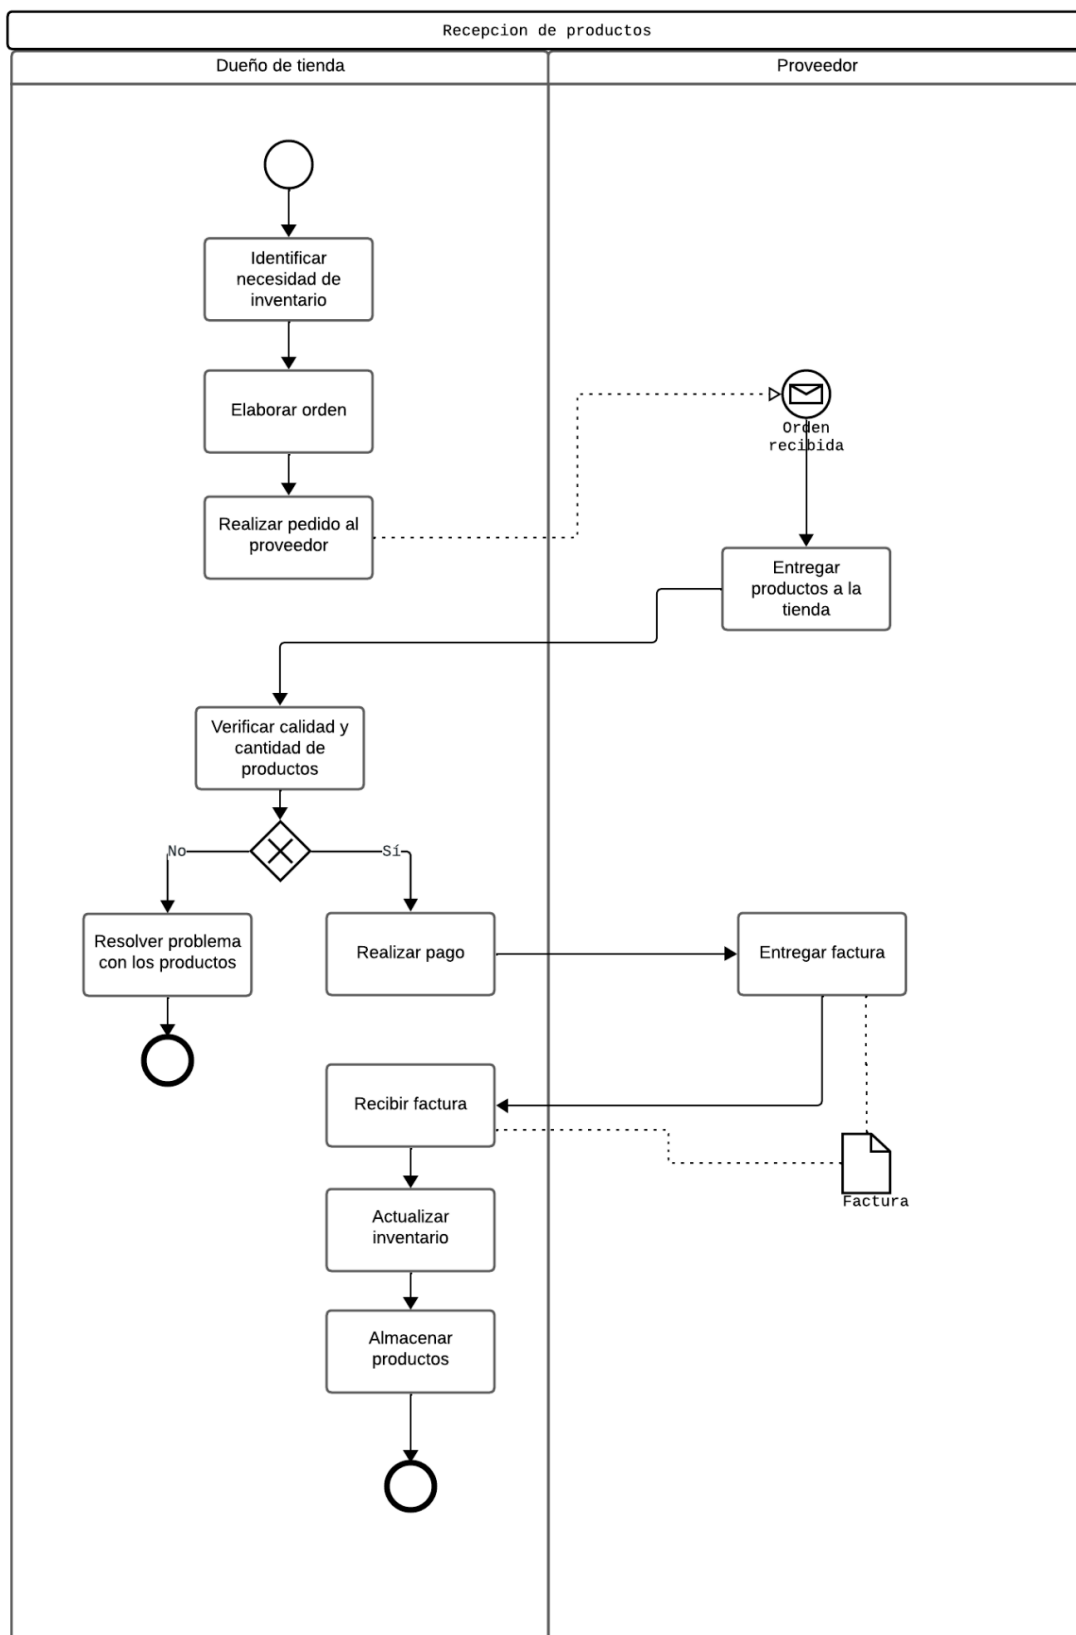 Recepcion de productos
Dueño de tienda
Proveedor
Identificar
necesidad de
inventario
Elaborar orden
Orden
recibida
Realizar pedido al
proveedor
Entregar
productos a la
tienda
Verificar calidad y
cantidad de
productos
No
Sí
Resolver problema
con los productos
Realizar pago
Entregar factura
Recibir factura
Factura
Actualizar
inventario
Almacenar
productos